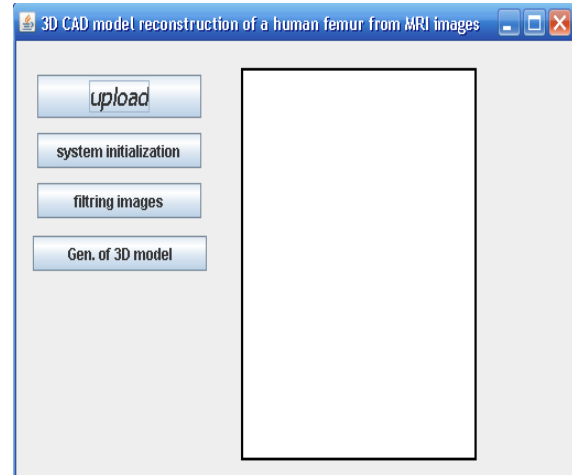 3D CAD model reconstruction of a human femur from MRI images
upload
system initialization
filtring images
Gen. of 3D model